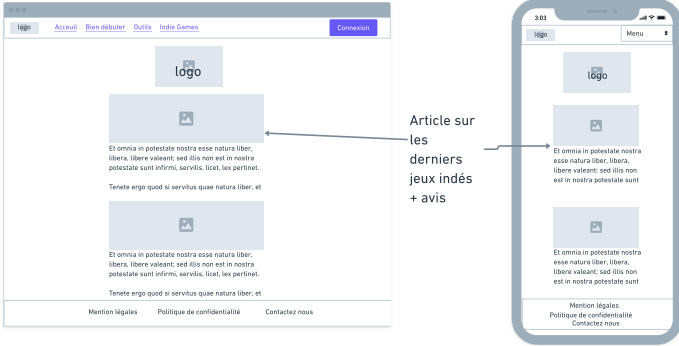 logo
Acceuil Bien débuter Outils Indie Games
Connexion
logo
Et omnia in potestate nostra esse natura liber,
libera, libere valeant; sed illis non est in nostra
potestate sunt infirmi, servilis, licet, lex pertinet.
Tenete ergo quod si servitus quae natura liber, et
Et omnia in potestate nostra esse natura liber,
libera, libere valeant; sed illis non est in nostra
potestate sunt infirmi, servilis, licet, lex pertinet.
Tenete ergo quod si servitus quae natura liber, et
Mention légales Politique de confidentialité Contactez nous
Article sur
les
derniers
jeux indés
+ avis
3:03
logo
Menu
logo
Et omnia in potestate nostra
esse natura liber, libera,
libere valeant; sed illis non
est in nostra potestate sunt
Et omnia in potestate nostra
esse natura liber, libera,
libere valeant; sed illis non
est in nostra potestate sunt
Mention légales
Politique de confidentialité
Contactez nous